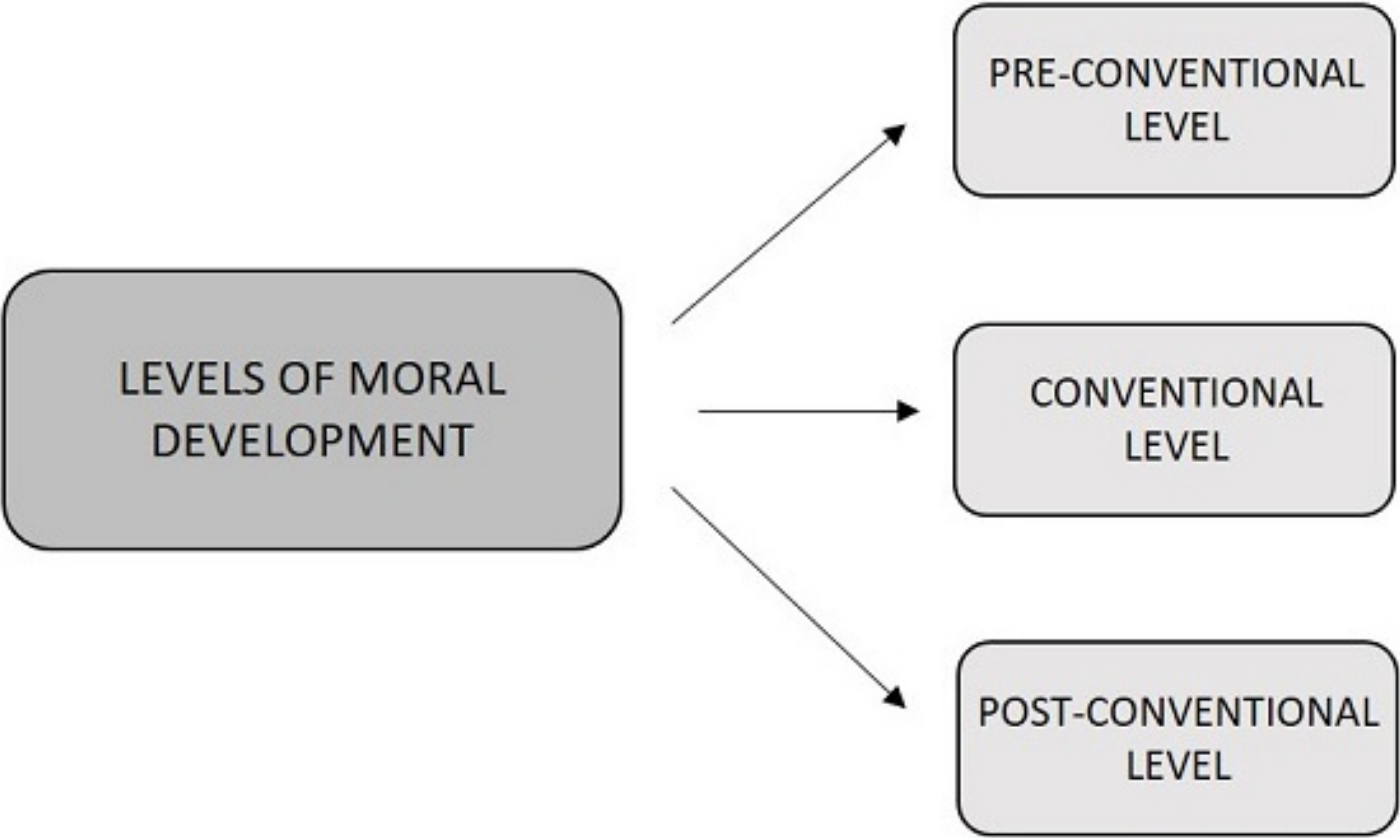 LEVELS OF MORAL
DEVELOPMENT
PRE-CONVENTIONAL
LEVEL
CONVENTIONAL
LEVEL
POST-CONVENTIONAL
LEVEL